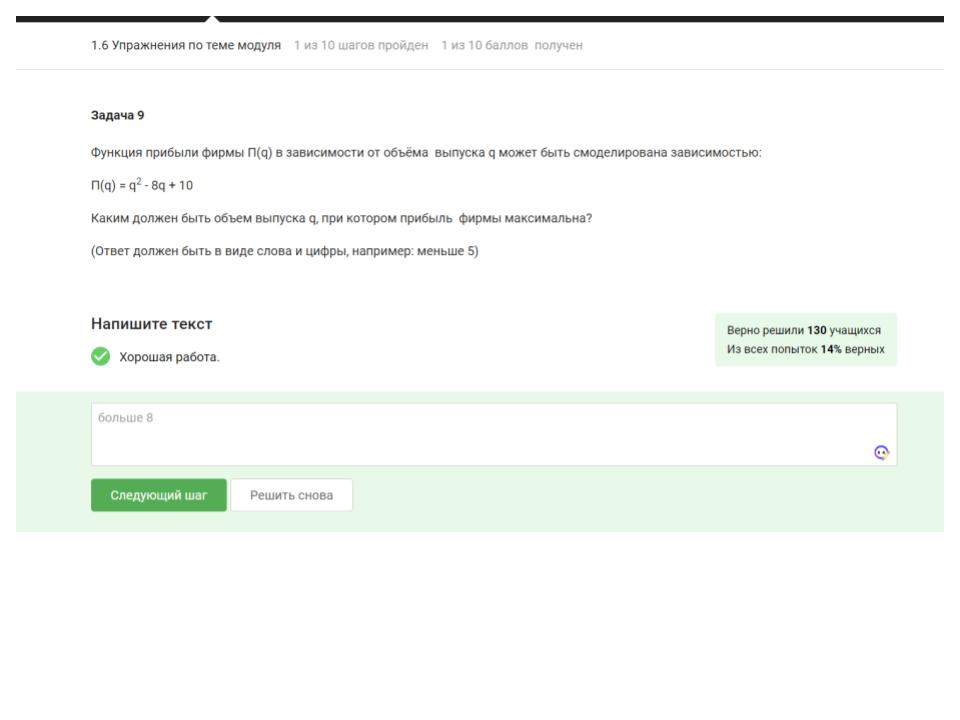 1.6 Упражнения по теме модуля 1 из 10 шагов пройден 1 из 10 баллов получен
Задача 9
Функция прибыли фирмы П(q) в зависимости от объёма выпуска q может быть смоделирована зависимостью:
П(q) = q² - 8q + 10
Каким должен быть объем выпуска q, при котором прибыль фирмы максимальна?
(Ответ должен быть в виде слова и цифры, например: меньше 5)
Напишите текст
Верно решили 130 учащихся
Из всех попыток 14% верных
Хорошая работа.
больше 8
Следующий шаг Решить снова